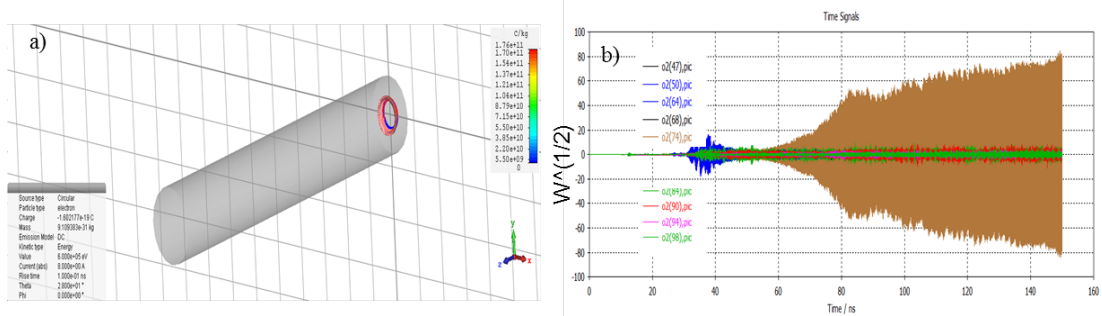 a)
C/kg
1.76e+11
1.70e+11
1.54e+11
1.37e+11
1.21e+11
1.06e+11
8.79e+10
7.15e+10
5.50e+10
3.85e+10
2.20e+10
5.50e+09
0
Source type Circular
Particle type electron
Charge -1.602177e-19 C
Mass 9.109383e-31 kg
Emission Model DC
Kinetic type Energy
Value 6.000e+05 eV
Current (abs) 8.000e+00 A
Rise time 1.000e-01 ns
Theta 2.600e+01 °
Phi 0.000e+00 °
y
z
x
Time Signals
b)
W^(1/2)
100
80
60
40
20
0
-20
-40
-60
-80
-100
o2(47),pic
o2(50),pic
o2(64),pic
o2(68),pic
o2(74),pic
o2(84),pic
o2(90),pic
o2(94),pic
o2(98),pic
0 20 40 60 80 100 120 140 160
Time / ns